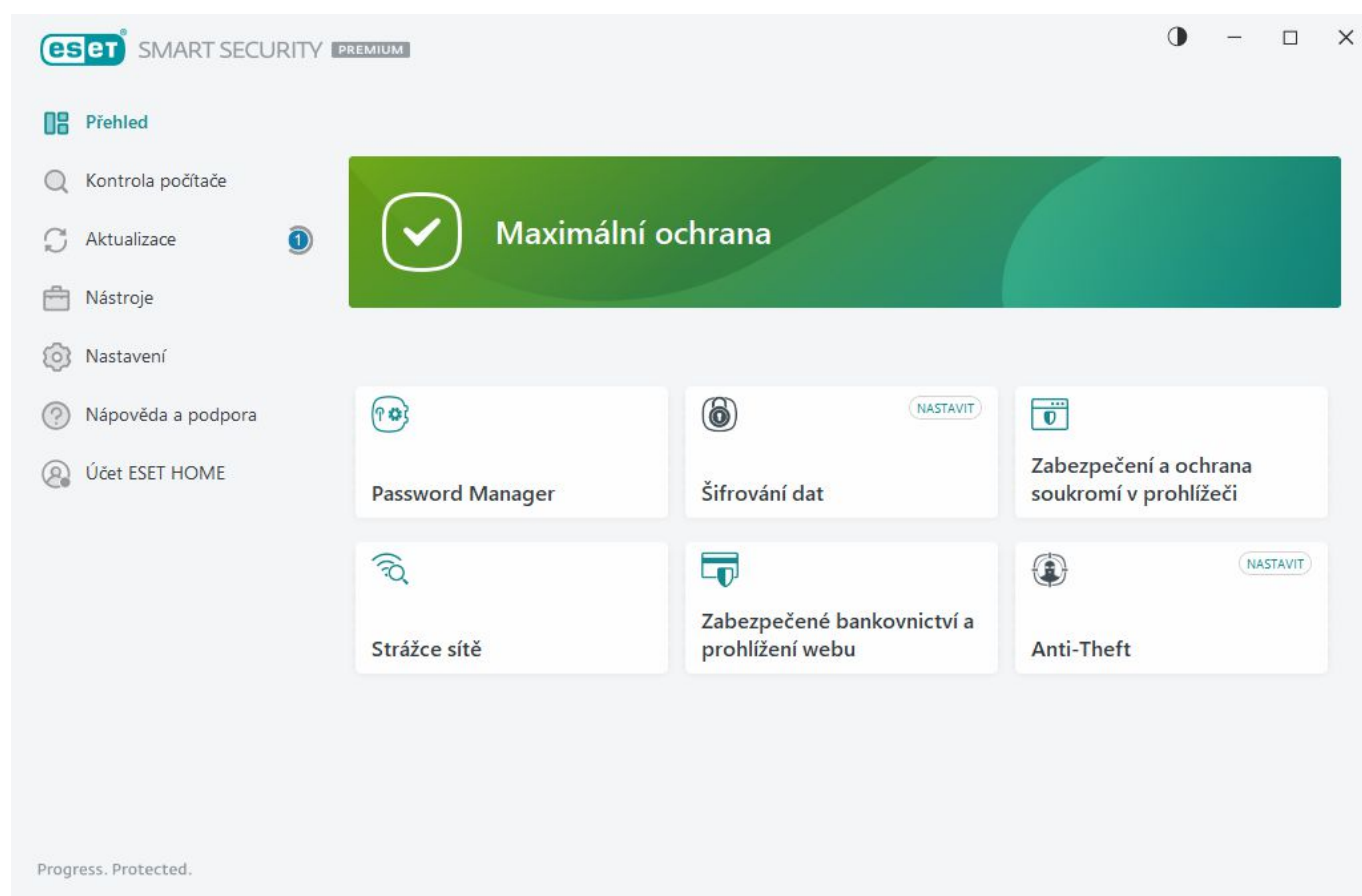 eset® SMART SECURITY PREMIUM
Přehled
Kontrola počítače
Aktualizace 1
Nástroje
Nastavení
Nápověda a podpora
Účet ESET HOME
Maximální ochrana
Password Manager
NASTAVIT
Šifrování dat
Zabezpečení a ochrana
soukromí v prohlížeči
Strážce sítě
Zabezpečené bankovnictví a
prohlížení webu
NASTAVIT
Anti-Theft
Progress. Protected.